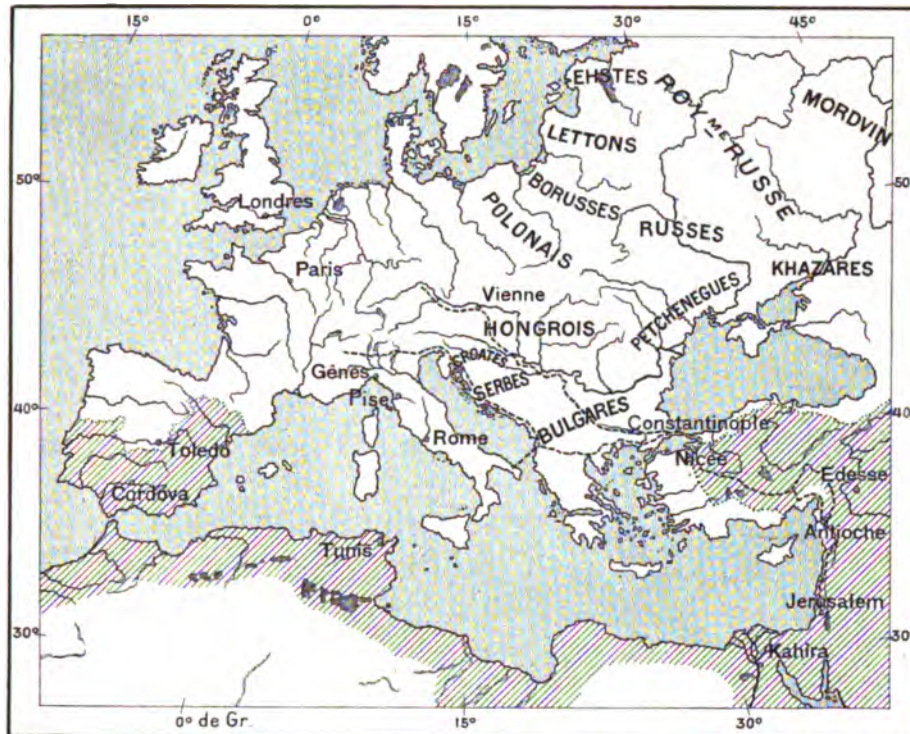 15° 0° 15° 30° 45°
EHSTES
ROYME RUSSE
MORDVIN
LETTONS
50° 50°
BORUSSES
Londres
POLONAIS
RUSSES
Paris
KHAZARES
Vienne
PETCHENEGUES
HONGROIS
CROATES
Gênes
SERBES
Pise
40° 40°
BULGARES
Constantinople
Toledo
Rome
Nicée
Edesse
Cordova
Antioche
Tunis
Jerusalem
30° 30°
Kahira
0° de Gr. 15° 30°